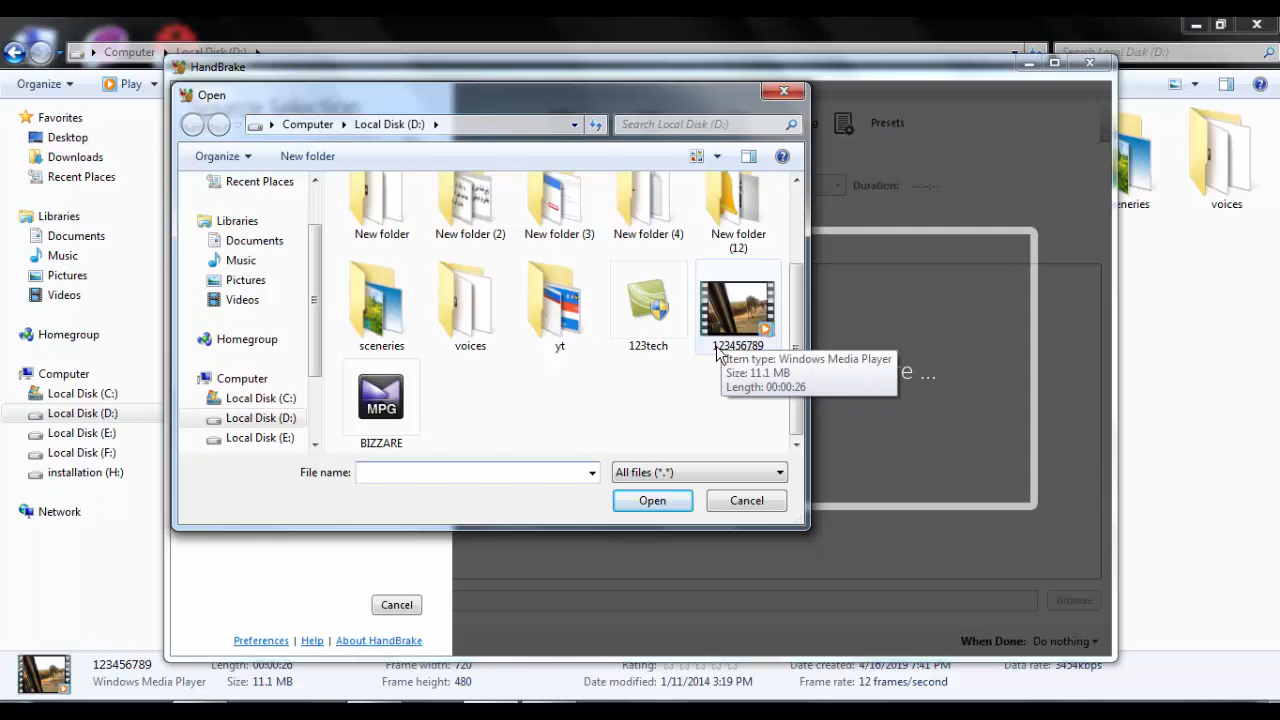 Computer
Local Disk (D:)
Search Local Disk (D:)
HandBrake
Organize
Play
Favorites
Desktop
Downloads
Recent Places
Libraries
Documents
Music
Pictures
Videos
Homegroup
Computer
Local Disk (C:)
Local Disk (D:)
Local Disk (E:)
Local Disk (F:)
installation (H:)
Network
Source Selection
Open
Computer
Local Disk (D:)
Search Local Disk (D:)
Organize
New folder
Recent Places
Libraries
Documents
Music
Pictures
Videos
Homegroup
Computer
Local Disk (C:)
Local Disk (D:)
Local Disk (E:)
New folder
New folder (2)
New folder (3)
New folder (4)
New folder
(12)
sceneries
voices
yt
123tech
123456789
Item type: Windows Media Player
Size: 11.1 MB
Length: 00:00:26
MPG
BIZZARE
File name:
All files (*.*)
Open
Cancel
Presets
Duration: --:--:--
...
Browse
Cancel
Preferences | Help | About HandBrake
When Done: Do nothing
voices
123456789
Windows Media Player
Length: 00:00:26
Size: 11.1 MB
Frame width: 720
Frame height: 480
Rating:
Date modified: 1/11/2014 3:19 PM
Date created: 4/16/2019 7:41 PM
Frame rate: 12 frames/second
Data rate: 3454kbps